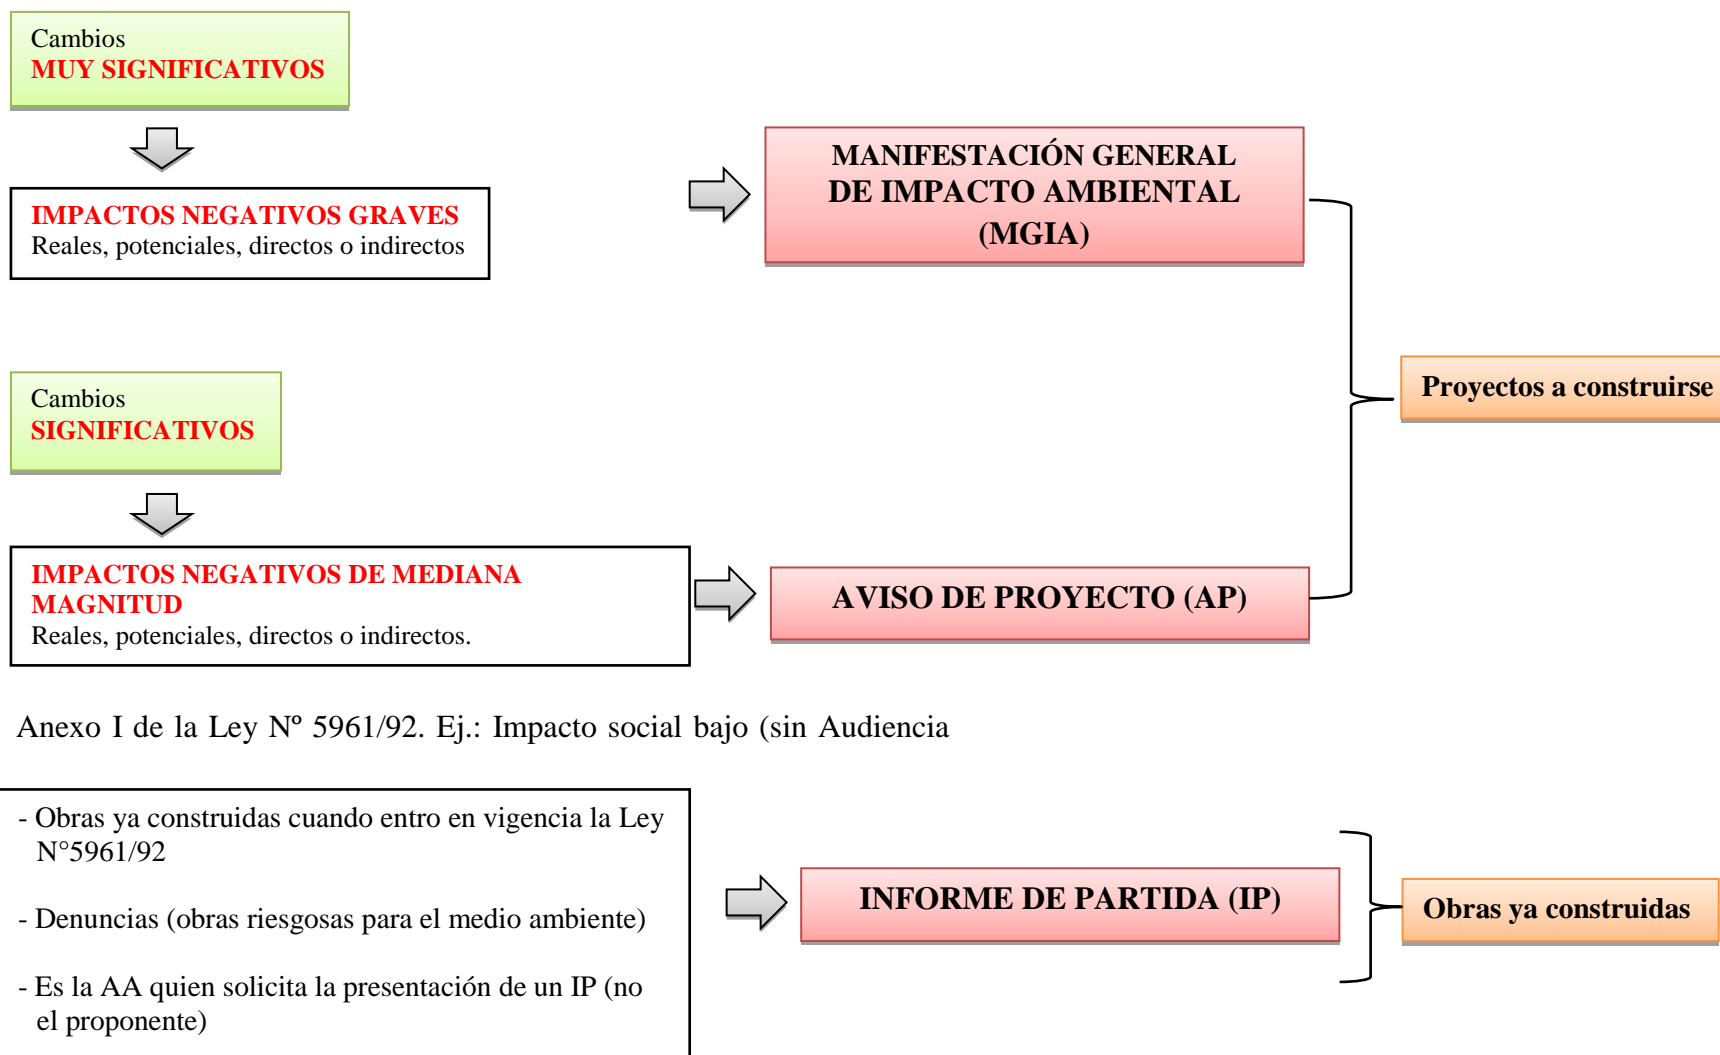 Cambios
MUY SIGNIFICATIVOS
IMPACTOS NEGATIVOS GRAVES
Reales, potenciales, directos o indirectos
MANIFESTACIÓN GENERAL
DE IMPACTO AMBIENTAL
(MGIA)
Cambios
SIGNIFICATIVOS
Proyectos a construirse
IMPACTOS NEGATIVOS DE MEDIANA
MAGNITUD
Reales, potenciales, directos o indirectos.
AVISO DE PROYECTO (AP)
Anexo I de la Ley Nº 5961/92. Ej.: Impacto social bajo (sin Audiencia
- Obras ya construidas cuando entro en vigencia la Ley
N°5961/92
- Denuncias (obras riesgosas para el medio ambiente)
- Es la AA quien solicita la presentación de un IP (no
el proponente)
INFORME DE PARTIDA (IP)
Obras ya construidas